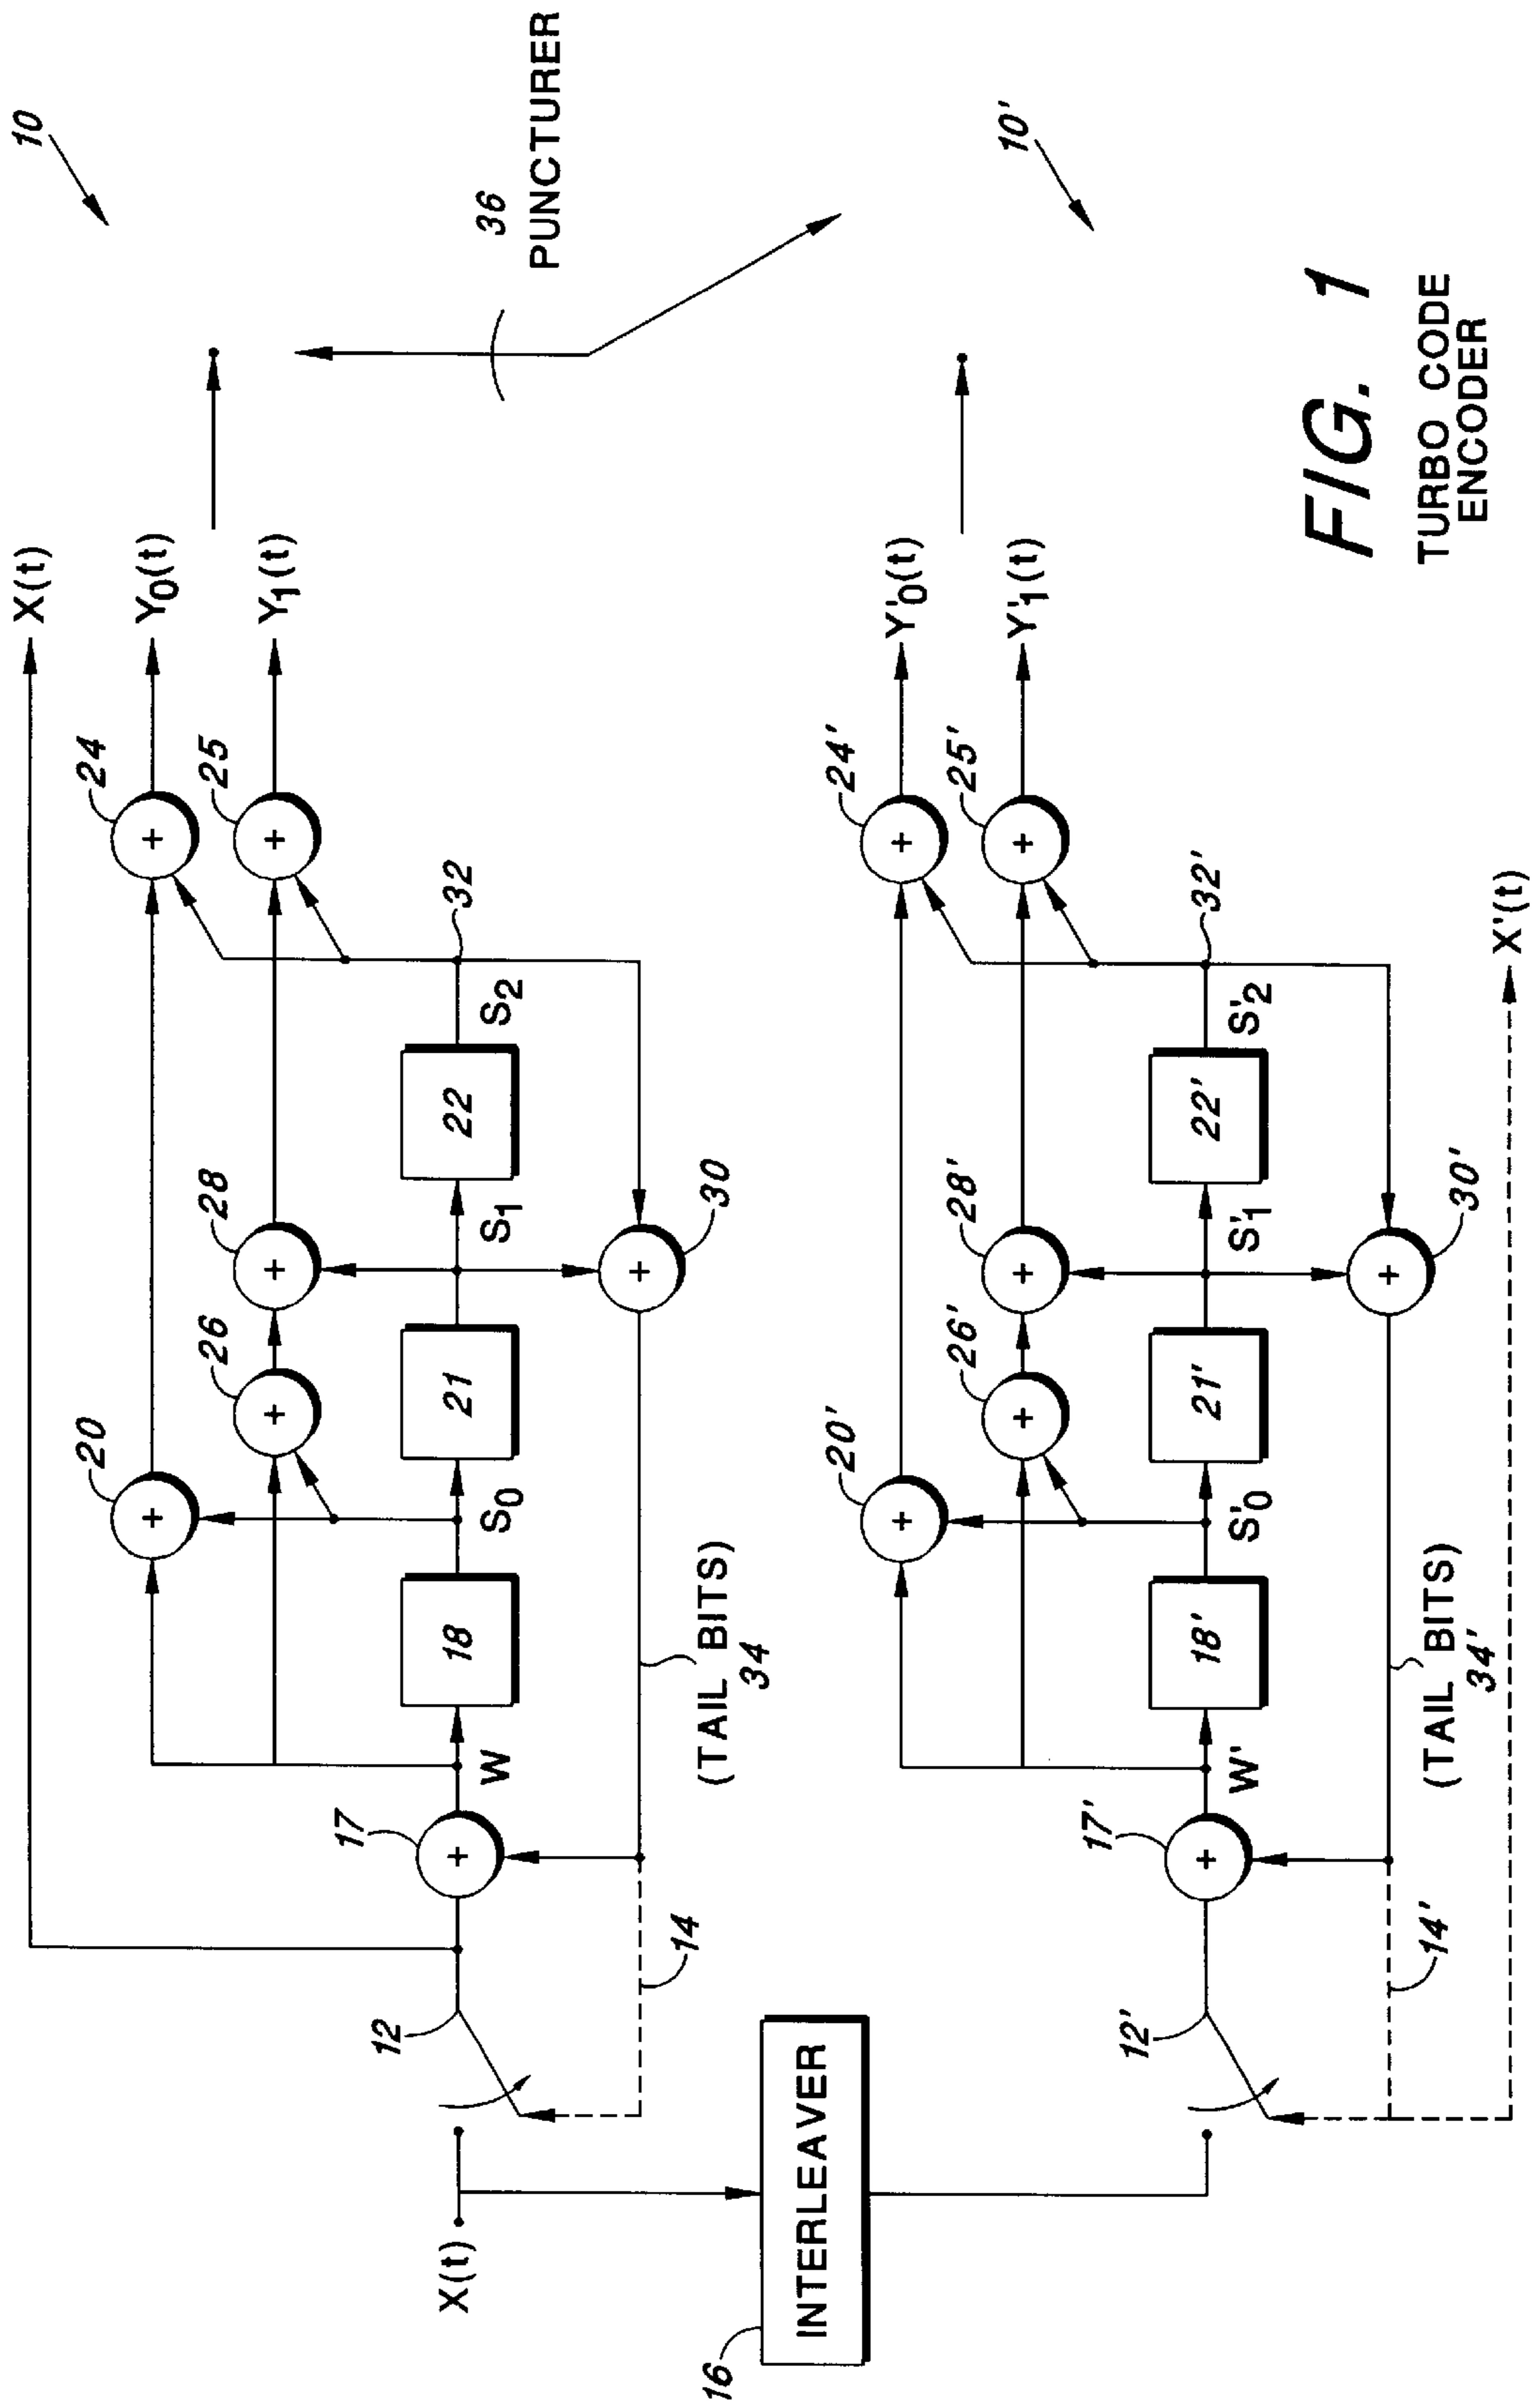 10
X(t)
24
Y0(t)
20
26
28
25
Y1(t)
36
PUNCTURER
12
17
W
18
S0
21
S1
22
S2
32
X(t)
14
(TAIL BITS)
34
30
16
INTERLEAVER
10'
24'
Y'0(t)
20'
26'
28'
25'
Y'1(t)
12'
17'
W'
18'
S'0
21'
S'1
22'
S'2
32'
14'
(TAIL BITS)
34'
30'
X'(t)
FIG. 1
TURBO CODE
ENCODER
+
+
+
+
+
+
+
+
+
+
+
+
+
+